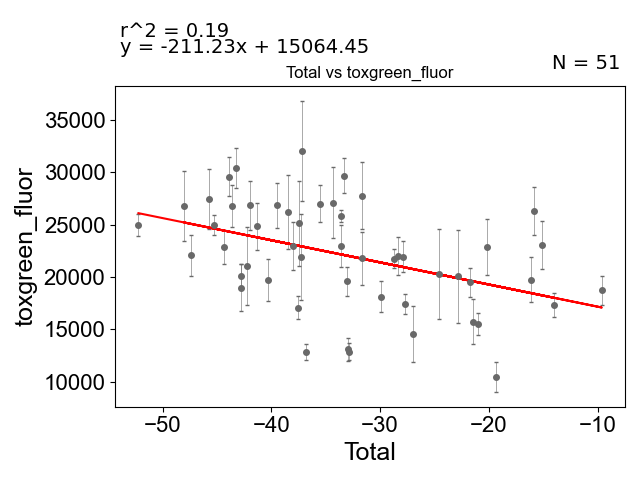 r^2 = 0.19
y = -211.23x + 15064.45
N = 51
Total vs toxgreen_fluor
35000
30000
25000
20000
15000
10000
toxgreen_fluor
−50 −40 −30 −20 −10
Total